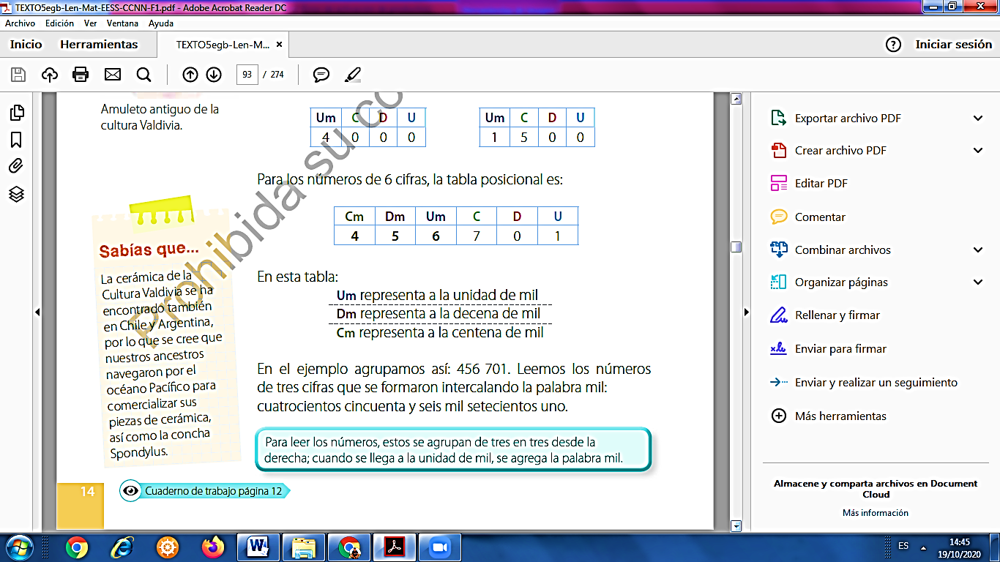 TEXTO5egb-Len-Mat-EESS-CCNN-F1.pdf - Adobe Acrobat Reader DC
Archivo Edición Ver Ventana Ayuda
Inicio Herramientas TEXTO5egb-Len-M... × ? Iniciar sesión
93 / 274
Amuleto antiguo de la
cultura Valdivia.
Um C D U
4 0 0 0
Um C D U
1 5 0 0
Para los números de 6 cifras, la tabla posicional es:
Cm Dm Um C D U
4 5 6 7 0 1
En esta tabla:
Um representa a la unidad de mil
Dm representa a la decena de mil
Cm representa a la centena de mil
En el ejemplo agrupamos así: 456 701. Leemos los números
de tres cifras que se formaron intercalando la palabra mil:
cuatrocientos cincuenta y seis mil setecientos uno.
Para leer los números, estos se agrupan de tres en tres desde la
derecha; cuando se llega a la unidad de mil, se agrega la palabra mil.
Sabías que...
La cerámica de la
Cultura Valdivia se ha
encontrado también
en Chile y Argentina,
por lo que se cree que
nuestros ancestros
navegaron por el
océano Pacífico para
comercializar sus
piezas de cerámica,
así como la concha
Spondylus.
14
Cuaderno de trabajo página 12
Prohibida su co
Exportar archivo PDF
Crear archivo PDF
Editar PDF
Comentar
Combinar archivos
Organizar páginas
Rellenar y firmar
Enviar para firmar
Enviar y realizar un seguimiento
Más herramientas
Almacene y comparta archivos en Document
Cloud
Más información
ES
14:45
19/10/2020